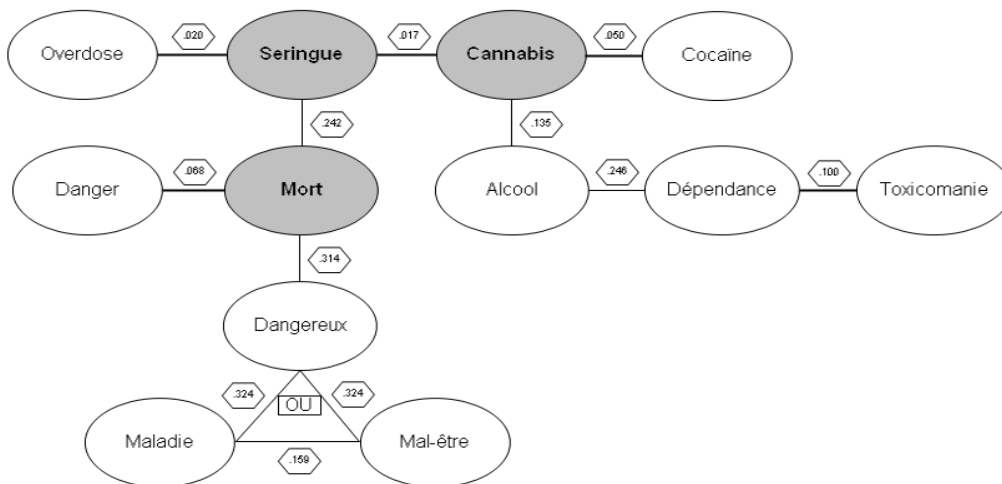 Overdose
.020
Seringue
.017
Cannabis
.050
Cocaïne
.242
.135
Danger
.068
Mort
Alcool
.246
Dépendance
.100
Toxicomanie
.314
Dangereux
.324
OU
.324
Maladie
.159
Mal-être